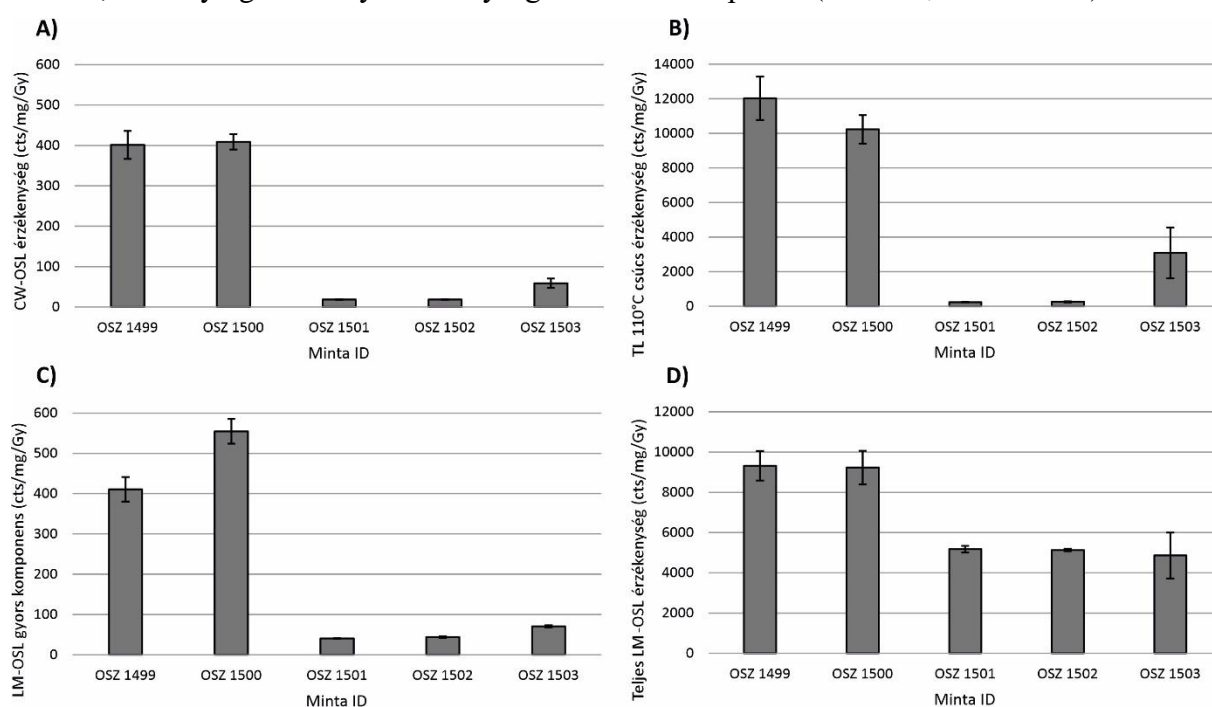 A)
CW-OSL érzékenység (cts/mg/Gy)
600
500
400
300
200
100
0
OSZ 1499 OSZ 1500 OSZ 1501 OSZ 1502 OSZ 1503
Minta ID
B)
TL 110°C csúcs érzékenység (cts/mg/Gy)
14000
12000
10000
8000
6000
4000
2000
0
OSZ 1499 OSZ 1500 OSZ 1501 OSZ 1502 OSZ 1503
Minta ID
C)
LM-OSL gyors komponens (cts/mg/Gy)
600
500
400
300
200
100
0
OSZ 1499 OSZ 1500 OSZ 1501 OSZ 1502 OSZ 1503
Minta ID
D)
Teljes LM-OSL érzékenység (cts/mg/Gy)
12000
10000
8000
6000
4000
2000
0
OSZ 1499 OSZ 1500 OSZ 1501 OSZ 1502 OSZ 1503
Minta ID